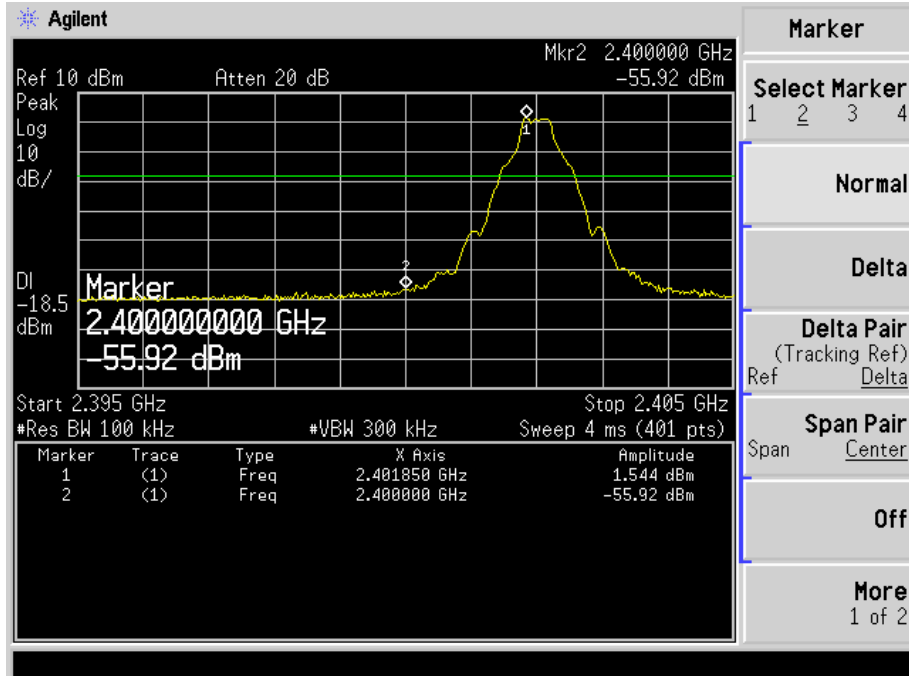 Agilent
Mkr2 2.400000 GHz
Ref 10 dBm Atten 20 dB -55.92 dBm
Peak
Log
10
dB/
DI
-18.5
dBm
1
2
Marker
2.400000000 GHz
-55.92 dBm
Start 2.395 GHz Stop 2.405 GHz
#Res BW 100 kHz #VBW 300 kHz Sweep 4 ms (401 pts)
Marker Trace Type X Axis Amplitude
1 (1) Freq 2.401850 GHz 1.544 dBm
2 (1) Freq 2.400000 GHz -55.92 dBm
Marker
Select Marker
1 2 3 4
Normal
Delta
Delta Pair
(Tracking Ref)
Ref Delta
Span Pair
Span Center
Off
More
1 of 2